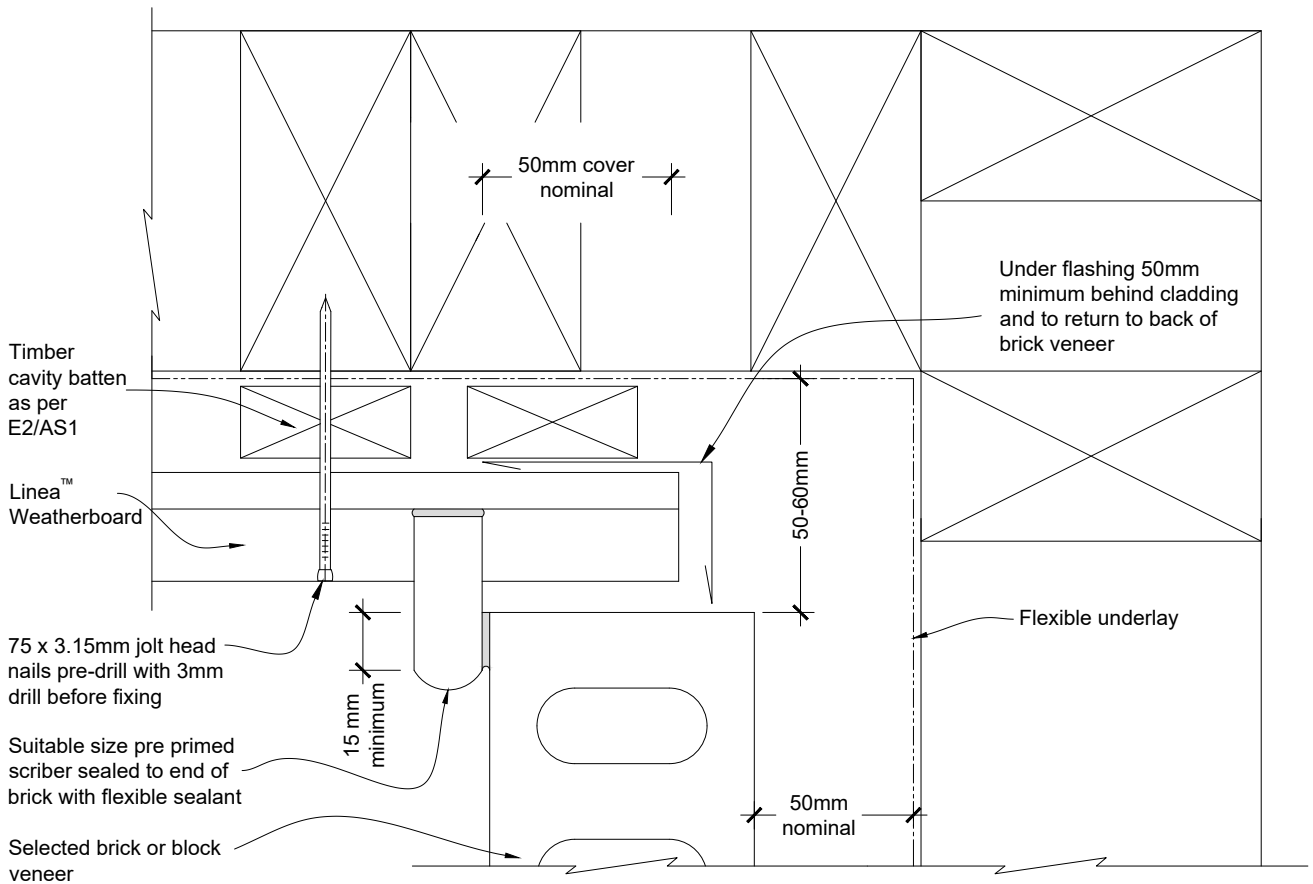 50mm cover
nominal
Under flashing 50mm
minimum behind cladding
and to return to back of
brick veneer
Timber
cavity batten
as per
E2/AS1
Linea™
Weatherboard
50-60mm
75 x 3.15mm jolt head
nails pre-drill with 3mm
drill before fixing
15 mm
minimum
Flexible underlay
Suitable size pre primed
scriber sealed to end of
brick with flexible sealant
50mm
nominal
Selected brick or block
veneer